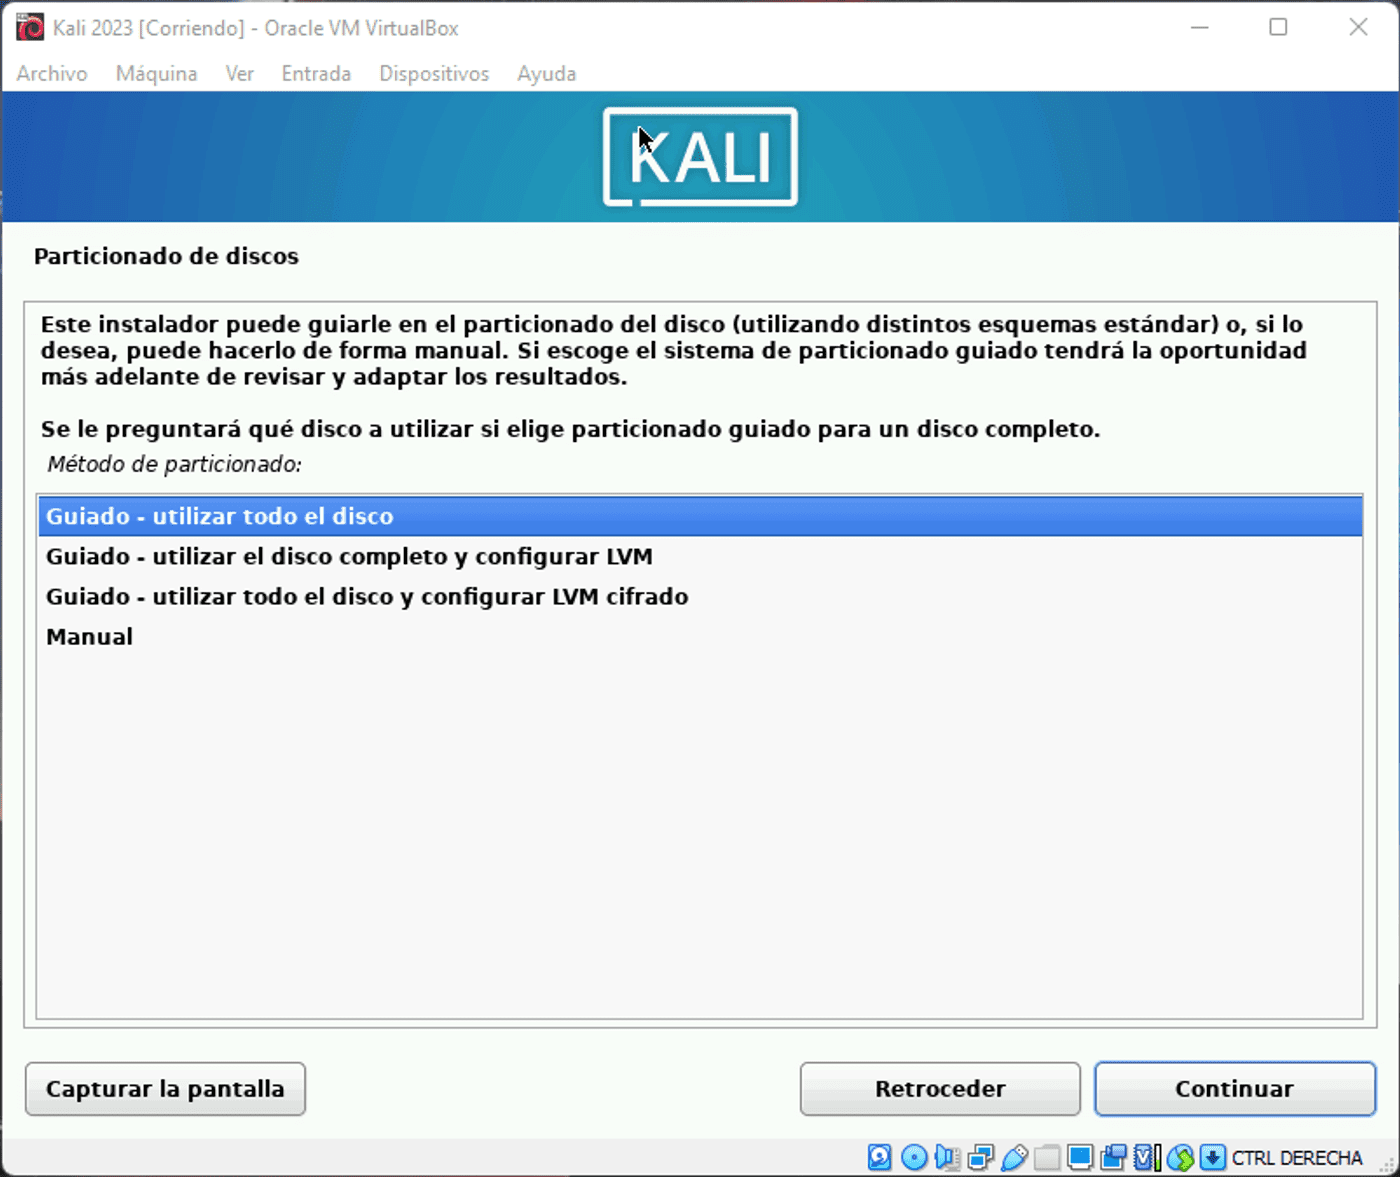 Kali 2023 [Corriendo] - Oracle VM VirtualBox
Archivo Máquina Ver Entrada Dispositivos Ayuda
KALI
Particionado de discos
Este instalador puede guiarle en el particionado del disco (utilizando distintos esquemas estándar) o, si lo
desea, puede hacerlo de forma manual. Si escoge el sistema de particionado guiado tendrá la oportunidad
más adelante de revisar y adaptar los resultados.
Se le preguntará qué disco a utilizar si elige particionado guiado para un disco completo.
Método de particionado:
Guiado - utilizar todo el disco
Guiado - utilizar el disco completo y configurar LVM
Guiado - utilizar todo el disco y configurar LVM cifrado
Manual
Capturar la pantalla Retroceder Continuar
CTRL DERECHA